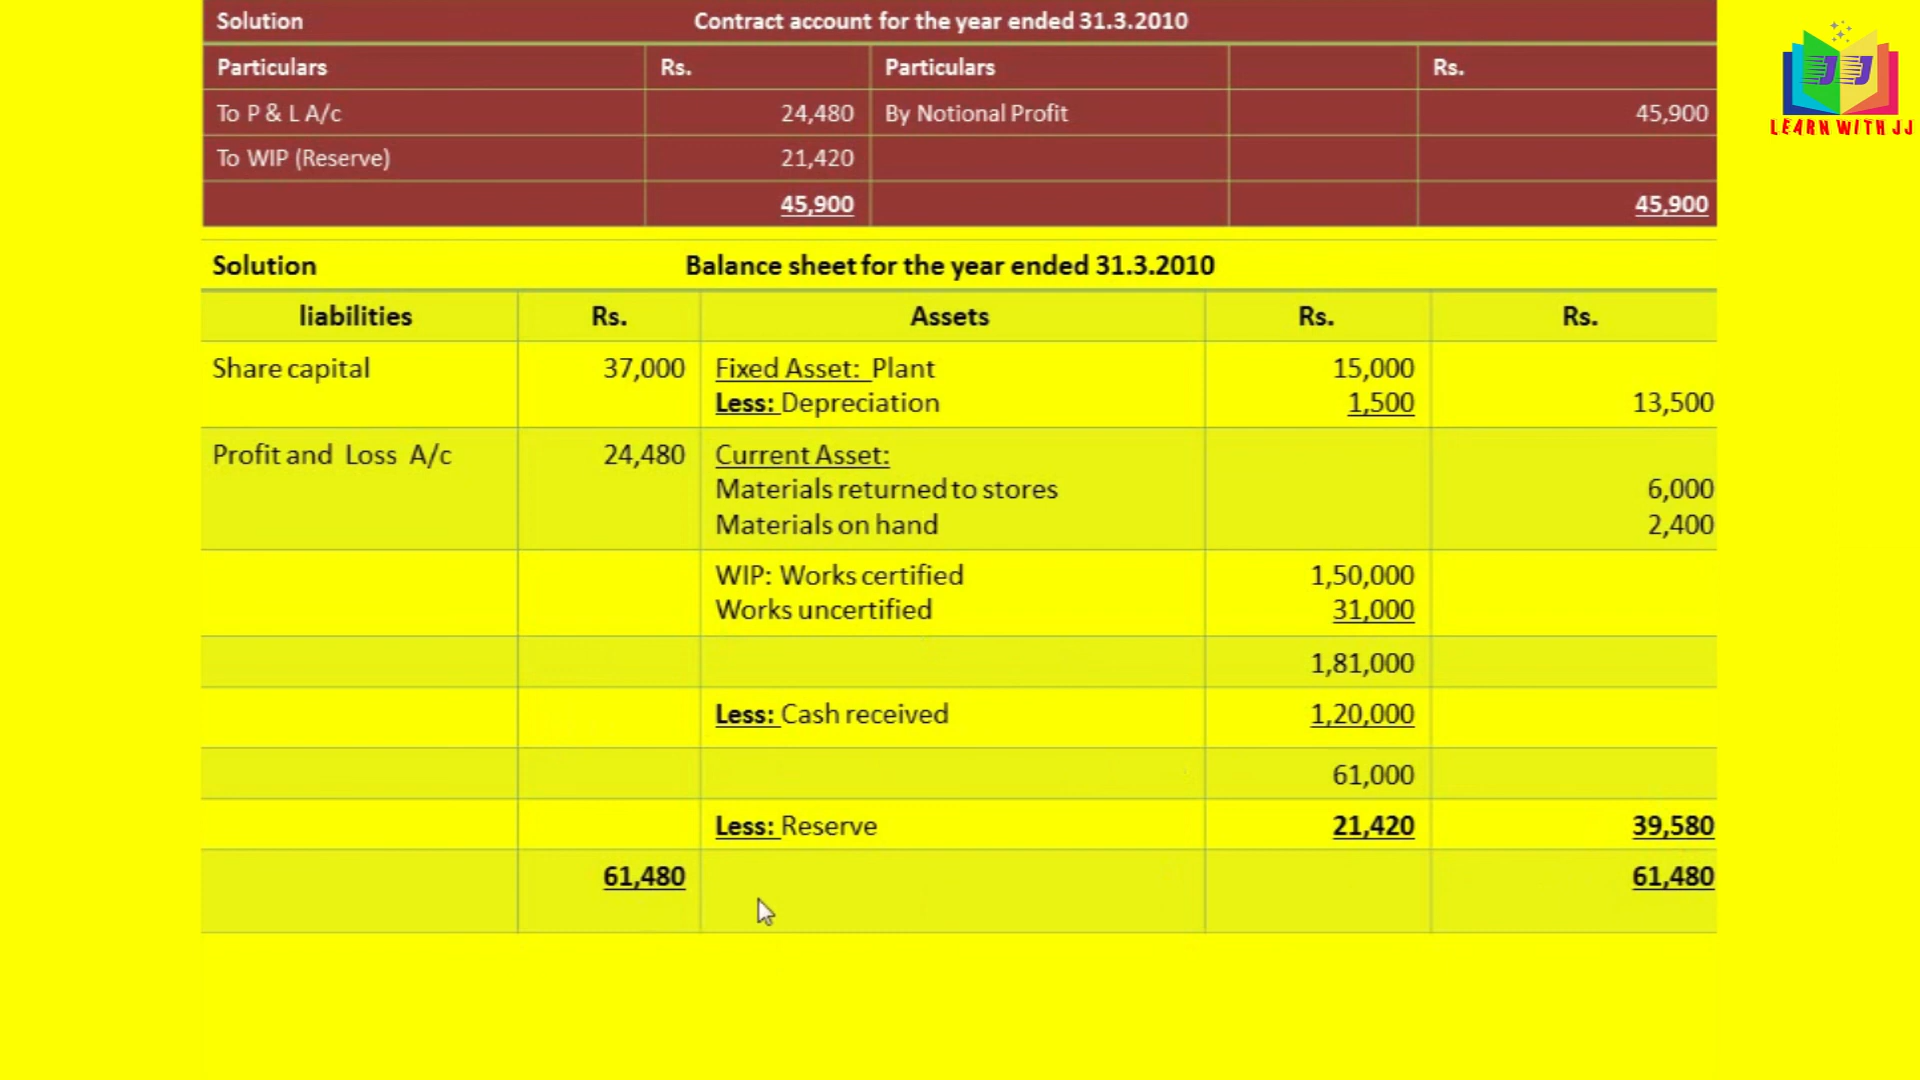 Solution Contract account for the year ended 31.3.2010
Particulars Rs. Particulars Rs.
To P & L A/c 24,480 By Notional Profit 45,900
To WIP (Reserve) 21,420
45,900 45,900
JJ
LEARN WITH JJ
Solution Balance sheet for the year ended 31.3.2010
liabilities Rs. Assets Rs. Rs.
Share capital 37,000 Fixed Asset: Plant 15,000
Less: Depreciation 1,500 13,500
Profit and Loss A/c 24,480 Current Asset:
Materials returned to stores 6,000
Materials on hand 2,400
WIP: Works certified 1,50,000
Works uncertified 31,000
1,81,000
Less: Cash received 1,20,000
61,000
Less: Reserve 21,420 39,580
61,480 61,480